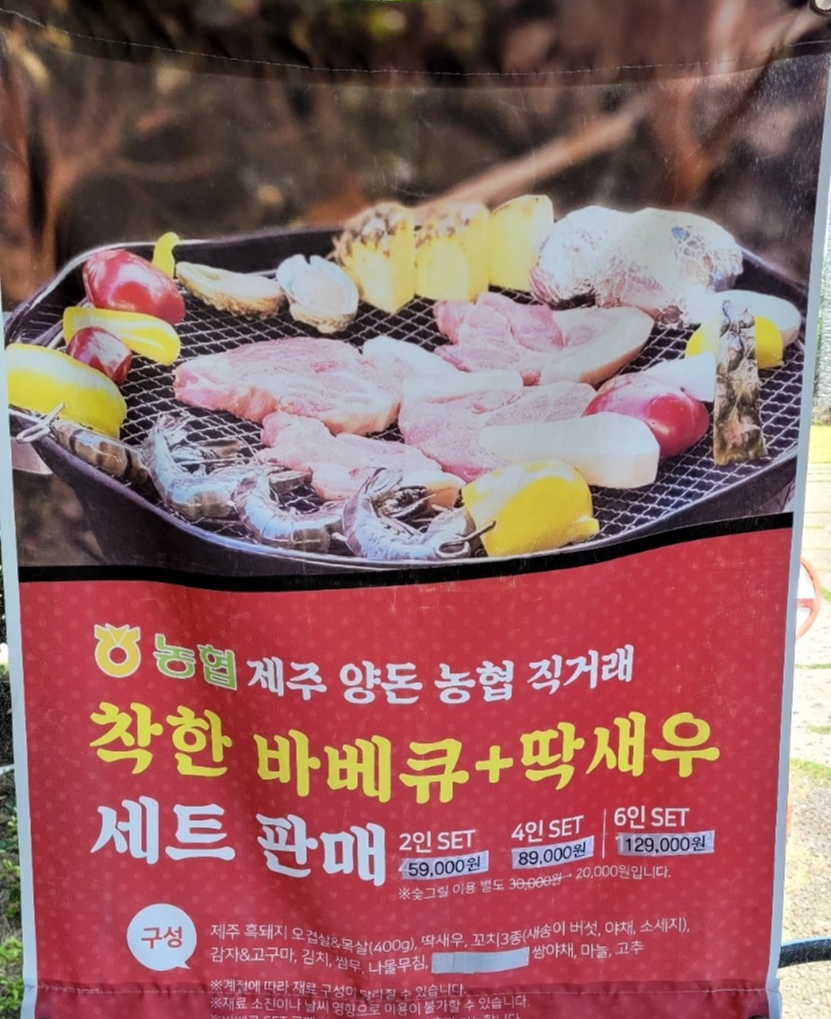 농협 제주 양돈 농협 직거래
착한 바베큐+딱새우
세트 판매
2인 SET 4인 SET 6인 SET
59,000원 89,000원 129,000원
※숯그릴 이용 별도 30,000원→ 20,000원입니다.
구성
제주 흑돼지 오겹살&목살(400g), 딱새우, 꼬치3종(새송이 버섯, 야채, 소세지),
감자&고구마, 김치, 쌈무, 나물무침, 쌈야채, 마늘, 고추
※계절에 따라 재료 구성이 달라질 수 있습니다.
※재료 소진이나 날씨 영향으로 이용이 불가할 수 있습니다.